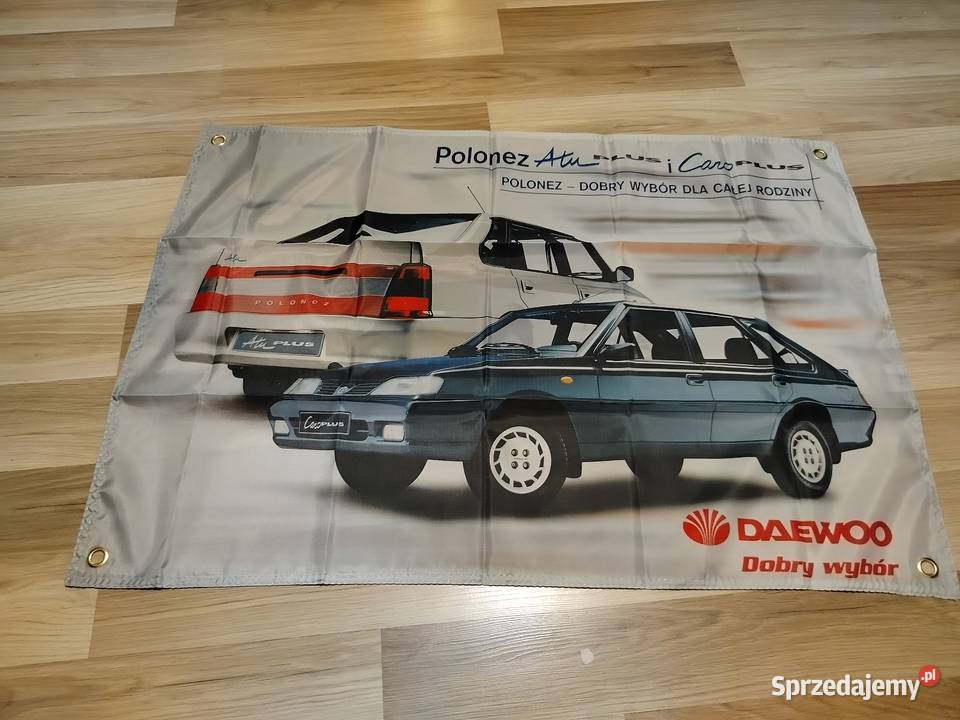 Polonez Atu PLUS i Caro PLUS
POLONEZ – DOBRY WYBÓR DLA CAŁEJ RODZINY
Atu
POLONEZ
Atu PLUS
Caro PLUS
DAEWOO
Dobry wybór
Sprzedajemy.pl